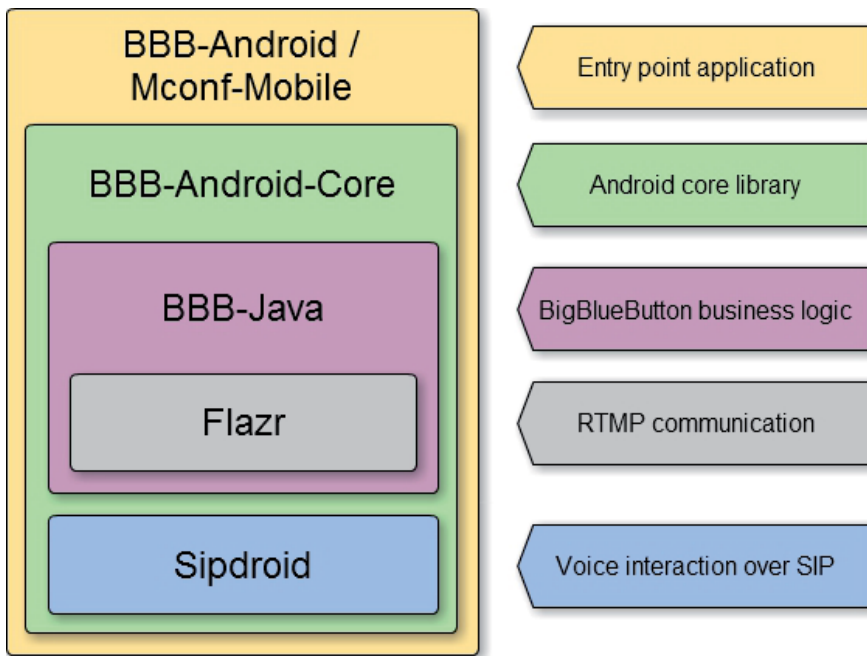 BBB-Android /
Mconf-Mobile
Entry point application
BBB-Android-Core
Android core library
BBB-Java
BigBlueButton business logic
Flazr
RTMP communication
Sipdroid
Voice interaction over SIP